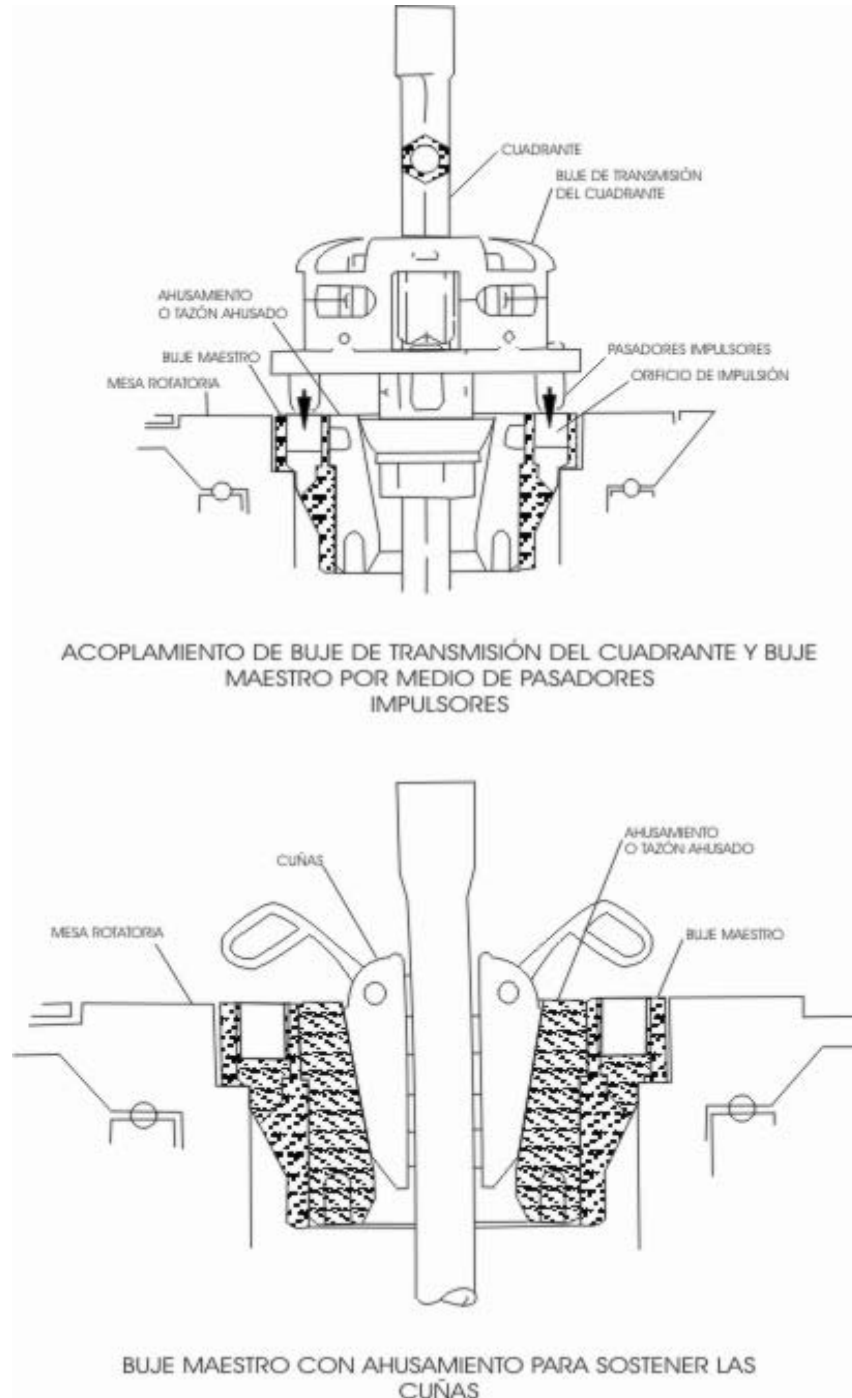 CUADRANTE
BUJE DE TRANSMISIÓN
DEL CUADRANTE
AHUSAMIENTO
O TAZÓN AHUSADO
BUJE MAESTRO
MESA ROTATORIA
PASADORES IMPULSORES
ORIFICIO DE IMPULSIÓN
ACOPLAMIENTO DE BUJE DE TRANSMISIÓN DEL CUADRANTE Y BUJE
MAESTRO POR MEDIO DE PASADORES
IMPULSORES
CUÑAS
AHUSAMIENTO
O TAZÓN AHUSADO
MESA ROTATORIA
BUJE MAESTRO
BUJE MAESTRO CON AHUSAMIENTO PARA SOSTENER LAS
CUÑAS